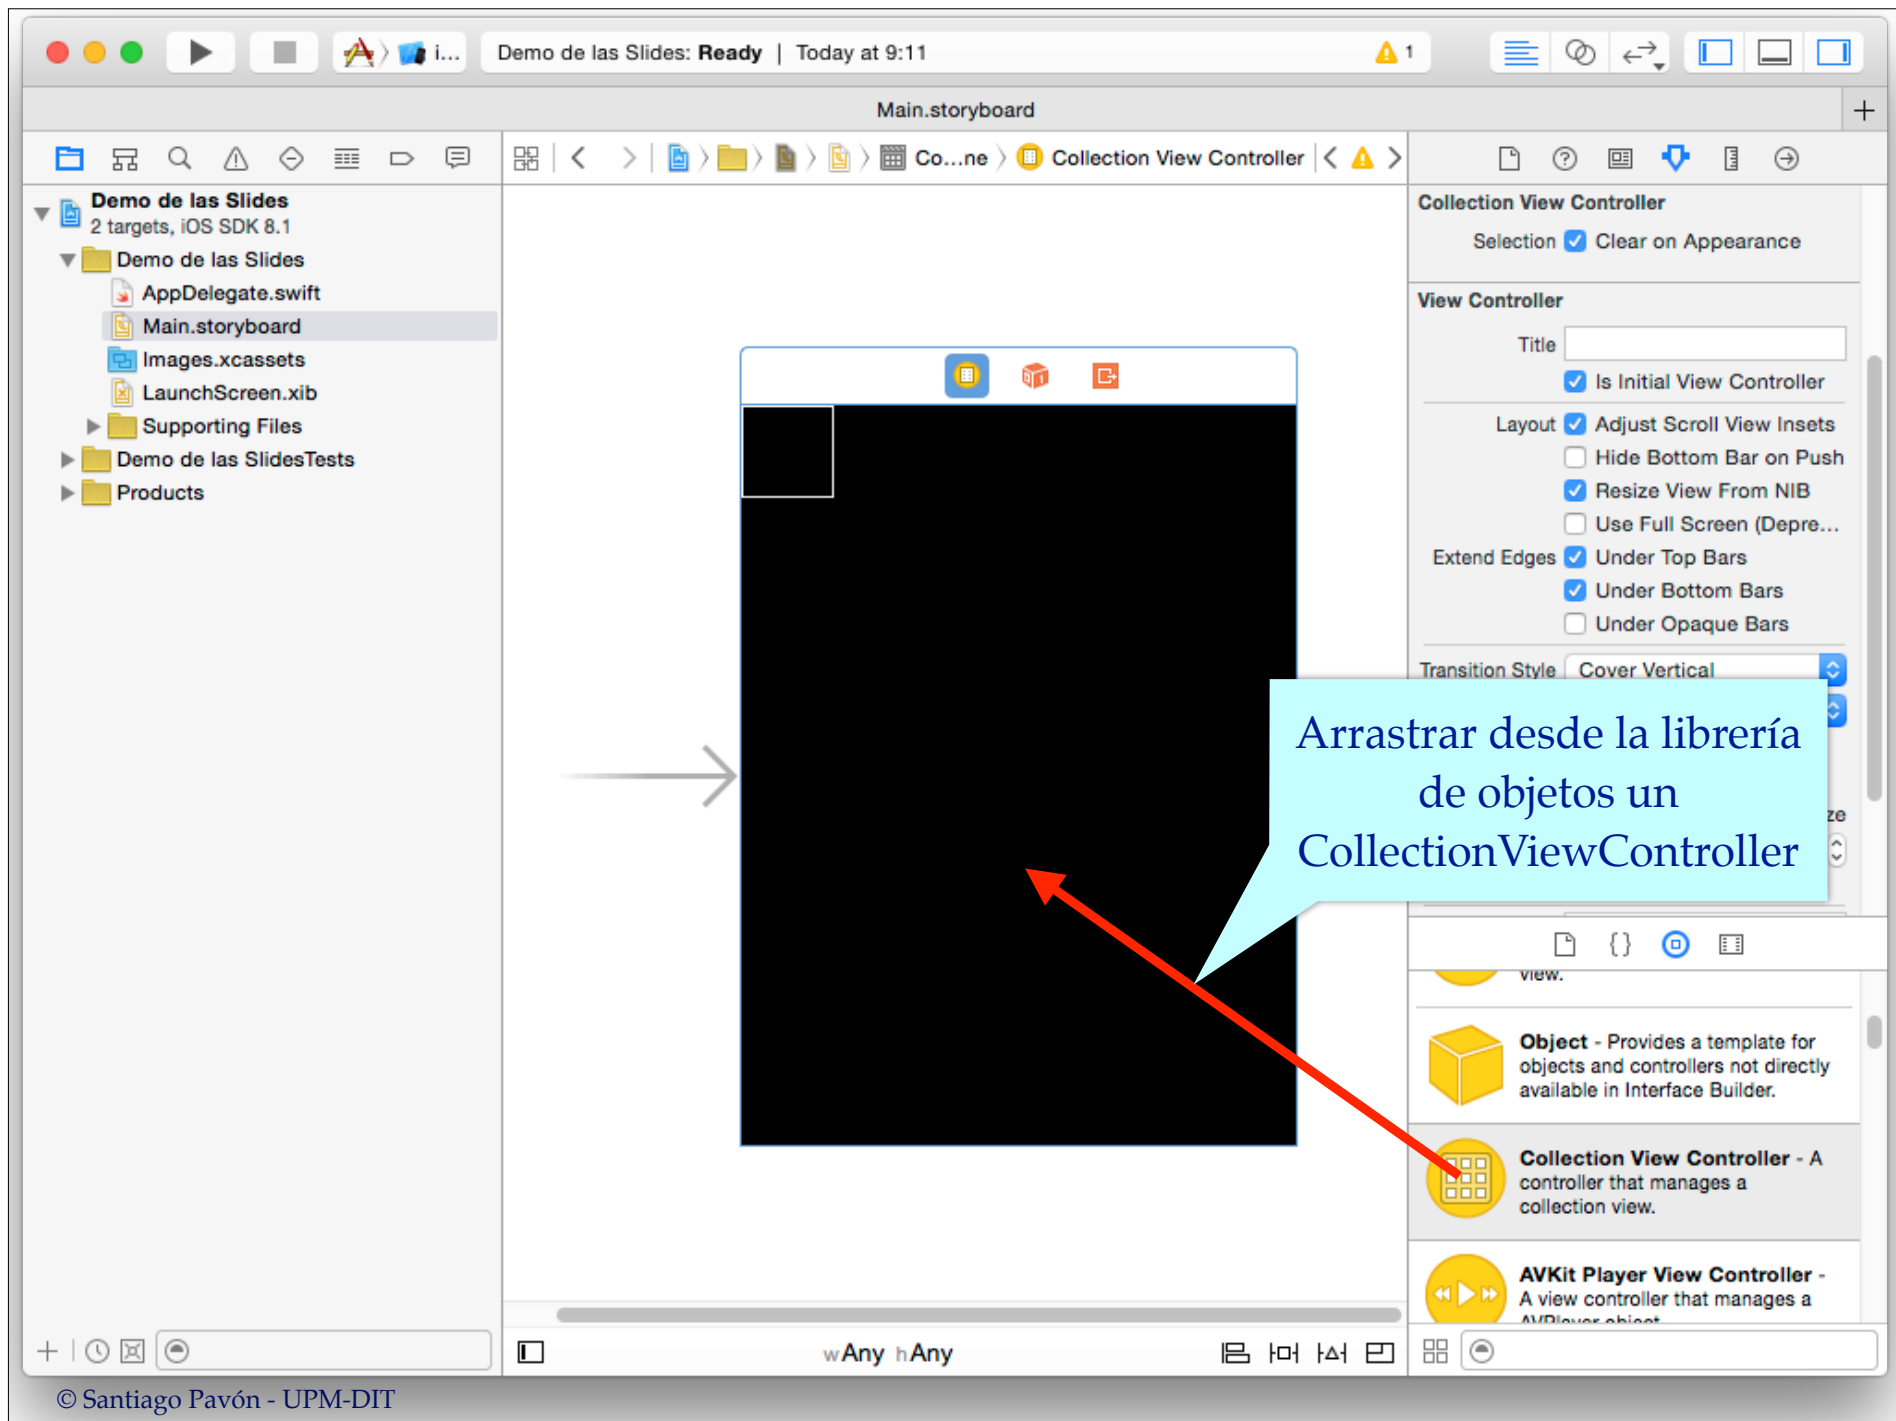 i...
Demo de las Slides: Ready | Today at 9:11
1
Main.storyboard
Co...ne
Collection View Controller
Demo de las Slides
2 targets, iOS SDK 8.1
Demo de las Slides
AppDelegate.swift
Main.storyboard
Images.xcassets
LaunchScreen.xib
Supporting Files
Demo de las SlidesTests
Products
Collection View Controller
Selection Clear on Appearance
View Controller
Title
Is Initial View Controller
Layout Adjust Scroll View Insets
Hide Bottom Bar on Push
Resize View From NIB
Use Full Screen (Depre...
Extend Edges Under Top Bars
Under Bottom Bars
Under Opaque Bars
Transition Style Cover Vertical
Arrastrar desde la librería
de objetos un
CollectionViewController
ze
view.
Object - Provides a template for
objects and controllers not directly
available in Interface Builder.
Collection View Controller - A
controller that manages a
collection view.
AVKit Player View Controller -
A view controller that manages a
AVPlayer object.
wAny hAny
© Santiago Pavón - UPM-DIT